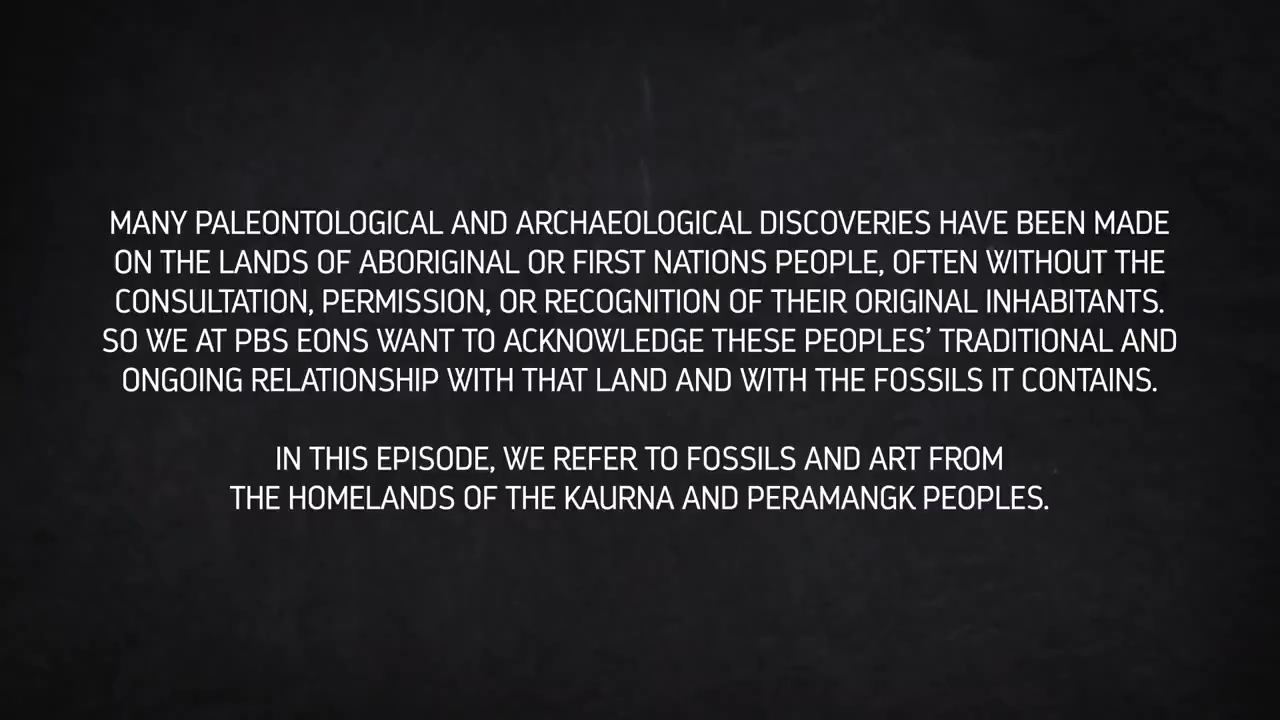 MANY PALEONTOLOGICAL AND ARCHAEOLOGICAL DISCOVERIES HAVE BEEN MADE
ON THE LANDS OF ABORIGINAL OR FIRST NATIONS PEOPLE, OFTEN WITHOUT THE
CONSULTATION, PERMISSION, OR RECOGNITION OF THEIR ORIGINAL INHABITANTS.
SO WE AT PBS EONS WANT TO ACKNOWLEDGE THESE PEOPLES’ TRADITIONAL AND
ONGOING RELATIONSHIP WITH THAT LAND AND WITH THE FOSSILS IT CONTAINS.
IN THIS EPISODE, WE REFER TO FOSSILS AND ART FROM
THE HOMELANDS OF THE KAURNA AND PERAMANGK PEOPLES.